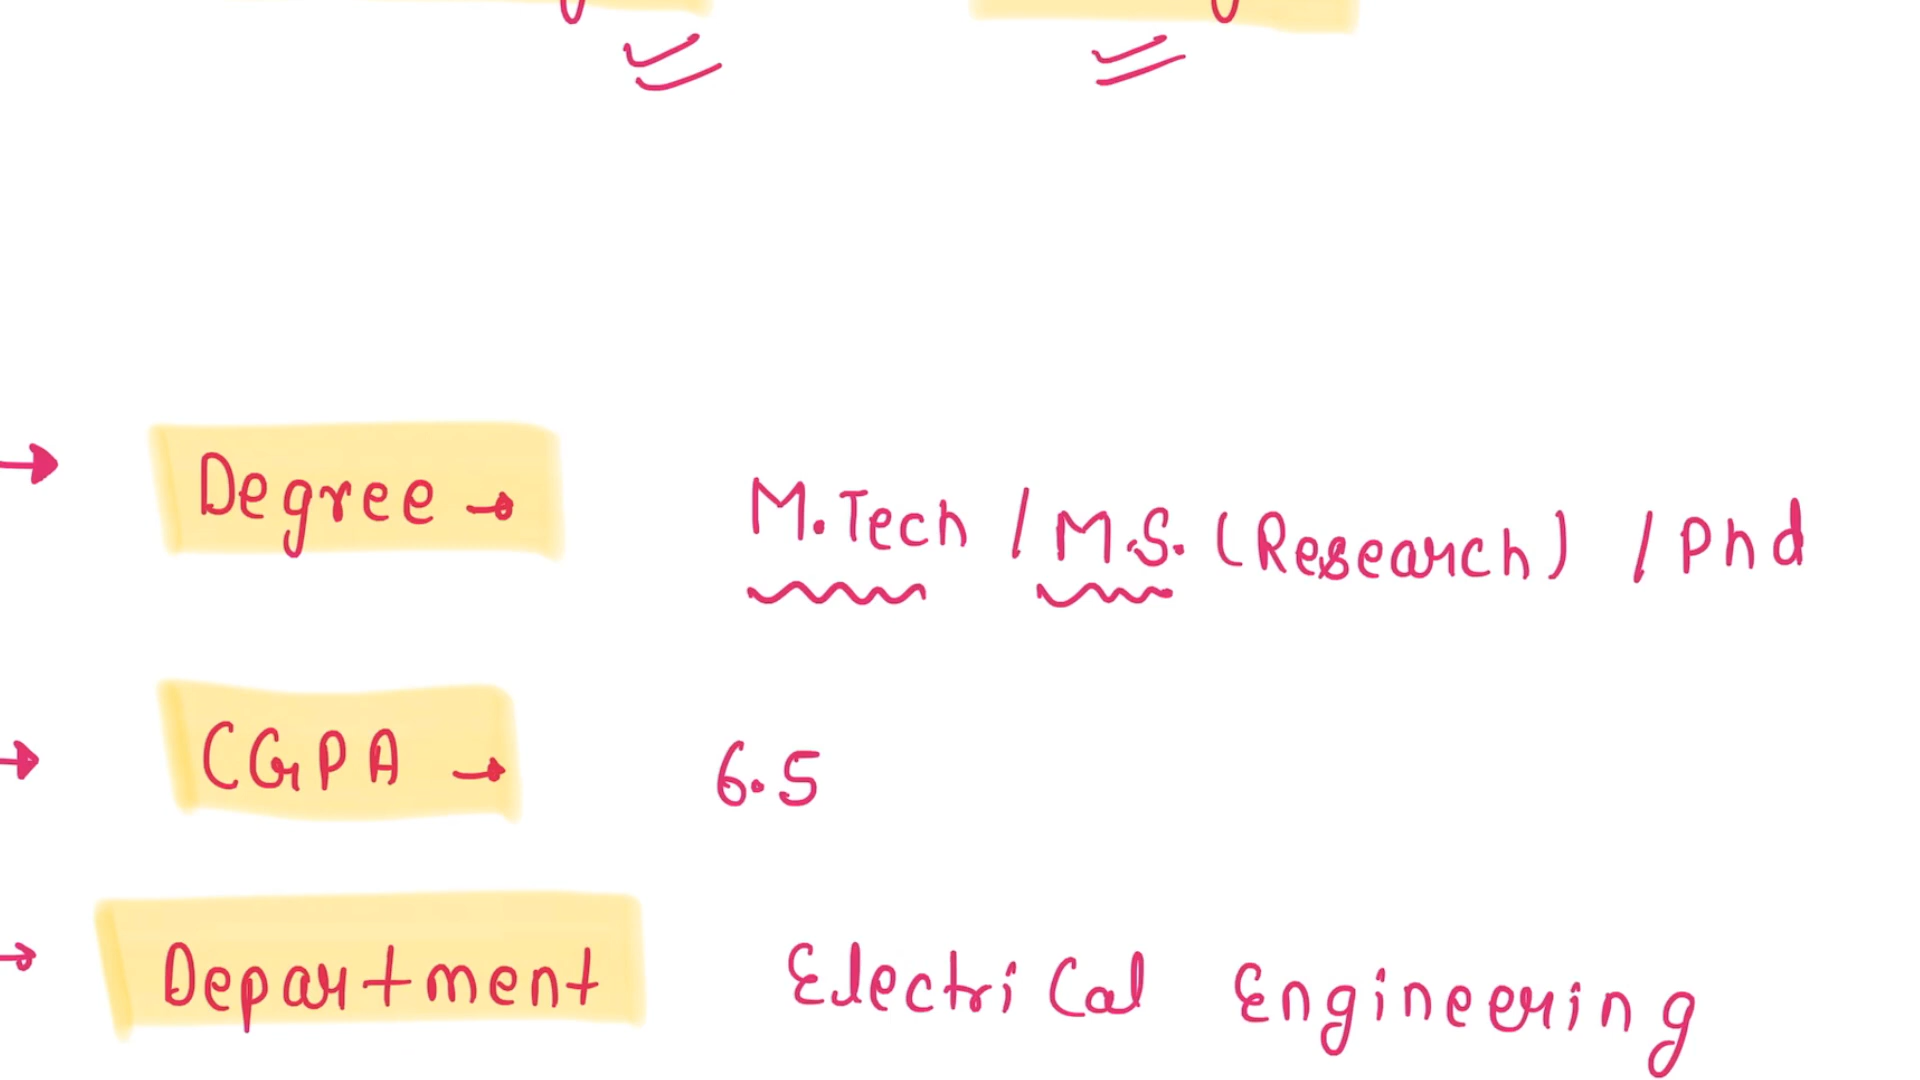 Degree → M.Tech / M.S. (Research) / Phd
CGPA → 6.5
Department Electrical Engineering